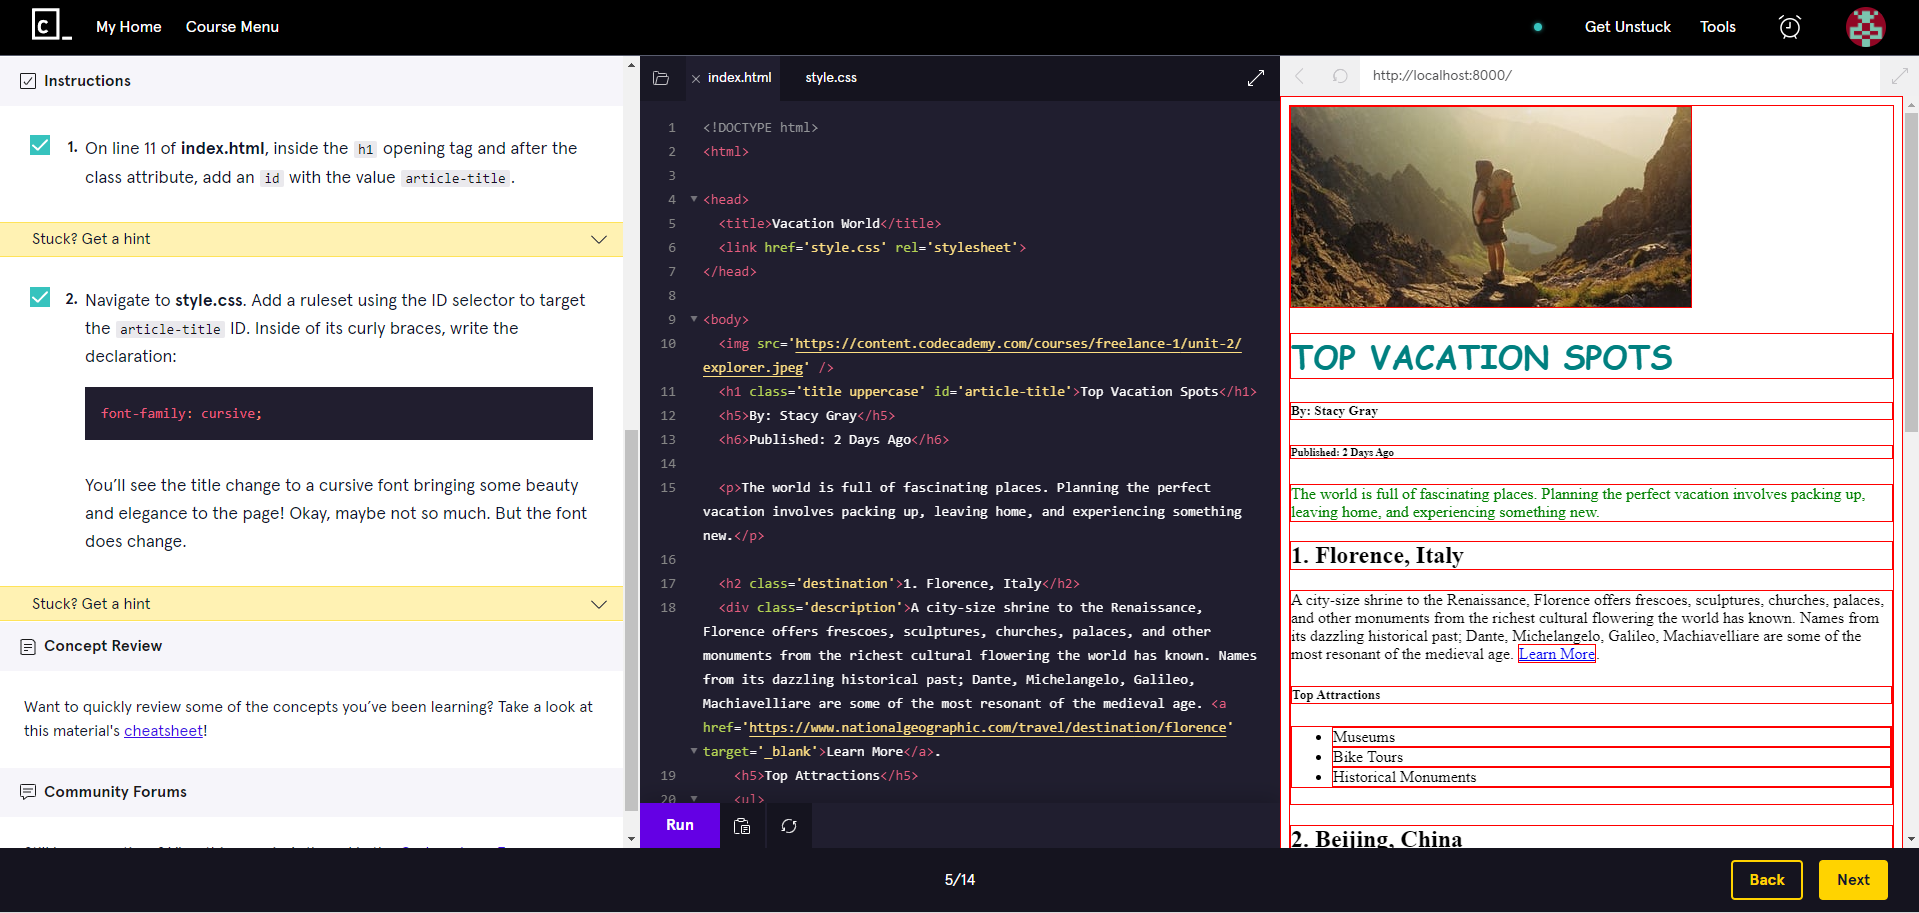 My Home
Course Menu
Get Unstuck
Tools
Instructions
1. On line 11 of index.html, inside the h1 opening tag and after the
class attribute, add an id with the value article-title.
Stuck? Get a hint
2. Navigate to style.css. Add a ruleset using the ID selector to target
the article-title ID. Inside of its curly braces, write the
declaration:
font-family: cursive;
You’ll see the title change to a cursive font bringing some beauty
and elegance to the page! Okay, maybe not so much. But the font
does change.
Stuck? Get a hint
Concept Review
Want to quickly review some of the concepts you’ve been learning? Take a look at
this material's cheatsheet!
Community Forums
index.html
style.css
1 <!DOCTYPE html>
2 <html>
3
4 <head>
5 <title>Vacation World</title>
6 <link href='style.css' rel='stylesheet'>
7 </head>
8
9 <body>
10 <img src='https://content.codecademy.com/courses/freelance-1/unit-2/
explorer.jpeg' />
11 <h1 class='title uppercase' id='article-title'>Top Vacation Spots</h1>
12 <h5>By: Stacy Gray</h5>
13 <h6>Published: 2 Days Ago</h6>
14
15 <p>The world is full of fascinating places. Planning the perfect
vacation involves packing up, leaving home, and experiencing something
new.</p>
16
17 <h2 class='destination'>1. Florence, Italy</h2>
18 <div class='description'>A city-size shrine to the Renaissance,
Florence offers frescoes, sculptures, churches, palaces, and other
monuments from the richest cultural flowering the world has known. Names
from its dazzling historical past; Dante, Michelangelo, Galileo,
Machiavelliare are some of the most resonant of the medieval age. <a
href='https://www.nationalgeographic.com/travel/destination/florence'
target='_blank'>Learn More</a>.
19 <h5>Top Attractions</h5>
20 <ul>
Run
http://localhost:8000/
TOP VACATION SPOTS
By: Stacy Gray
Published: 2 Days Ago
The world is full of fascinating places. Planning the perfect vacation involves packing up,
leaving home, and experiencing something new.
1. Florence, Italy
A city-size shrine to the Renaissance, Florence offers frescoes, sculptures, churches, palaces,
and other monuments from the richest cultural flowering the world has known. Names from
its dazzling historical past; Dante, Michelangelo, Galileo, Machiavelliare are some of the
most resonant of the medieval age. Learn More.
Top Attractions
Museums
Bike Tours
Historical Monuments
2. Beijing, China
5/14
Back
Next